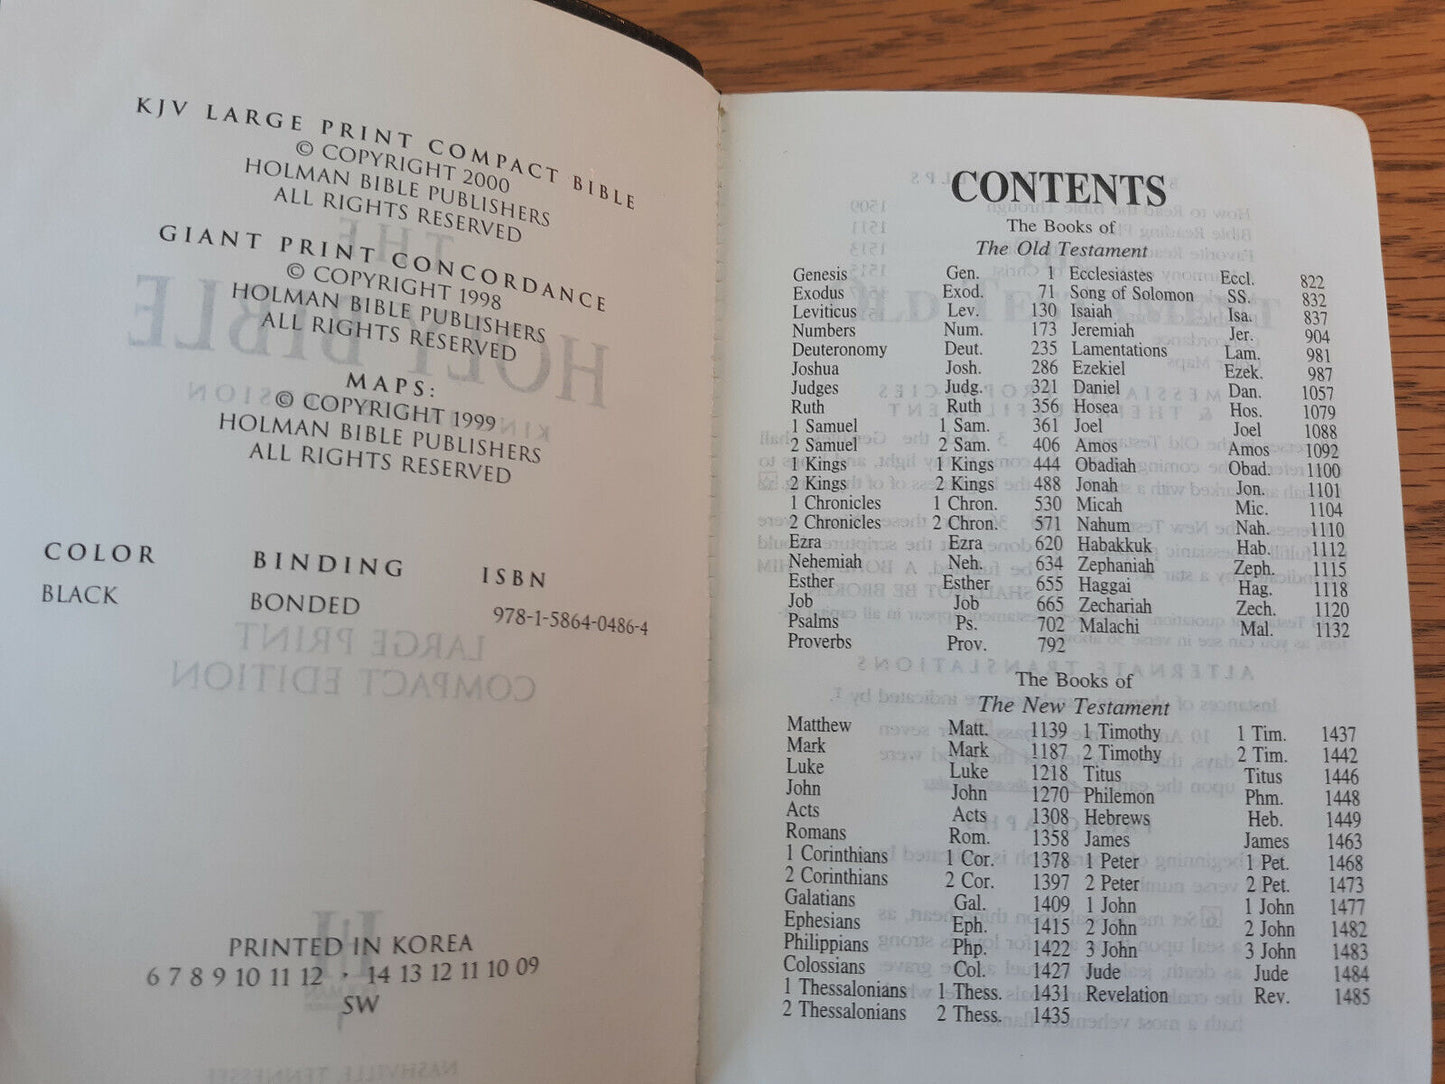 KJV LARGE PRINT COMPACT BIBLE
© COPYRIGHT 2000
HOLMAN BIBLE PUBLISHERS
ALL RIGHTS RESERVED
GIANT PRINT CONCORDANCE
© COPYRIGHT 1998
HOLMAN BIBLE PUBLISHERS
ALL RIGHTS RESERVED
MAPS:
© COPYRIGHT 1999
HOLMAN BIBLE PUBLISHERS
ALL RIGHTS RESERVED
COLOR BINDING ISBN
BLACK BONDED 978-1-5864-0486-4
PRINTED IN KOREA
6 7 8 9 10 11 12 · 14 13 12 11 10 09
SW
CONTENTS
The Books of
The Old Testament
Genesis Gen. 1 Ecclesiastes Eccl. 822
Exodus Exod. 71 Song of Solomon SS. 832
Leviticus Lev. 130 Isaiah Isa. 837
Numbers Num. 173 Jeremiah Jer. 904
Deuteronomy Deut. 235 Lamentations Lam. 981
Joshua Josh. 286 Ezekiel Ezek. 987
Judges Judg. 321 Daniel Dan. 1057
Ruth Ruth 356 Hosea Hos. 1079
1 Samuel 1 Sam. 361 Joel Joel 1088
2 Samuel 2 Sam. 406 Amos Amos 1092
1 Kings 1 Kings 444 Obadiah Obad. 1100
2 Kings 2 Kings 488 Jonah Jon. 1101
1 Chronicles 1 Chron. 530 Micah Mic. 1104
2 Chronicles 2 Chron. 571 Nahum Nah. 1110
Ezra Ezra 620 Habakkuk Hab. 1112
Nehemiah Neh. 634 Zephaniah Zeph. 1115
Esther Esther 655 Haggai Hag. 1118
Job Job 665 Zechariah Zech. 1120
Psalms Ps. 702 Malachi Mal. 1132
Proverbs Prov. 792
The Books of
The New Testament
Matthew Matt. 1139 1 Timothy 1 Tim. 1437
Mark Mark 1187 2 Timothy 2 Tim. 1442
Luke Luke 1218 Titus Titus 1446
John John 1270 Philemon Phm. 1448
Acts Acts 1308 Hebrews Heb. 1449
Romans Rom. 1358 James James 1463
1 Corinthians 1 Cor. 1378 1 Peter 1 Pet. 1468
2 Corinthians 2 Cor. 1397 2 Peter 2 Pet. 1473
Galatians Gal. 1409 1 John 1 John 1477
Ephesians Eph. 1415 2 John 2 John 1482
Philippians Php. 1422 3 John 3 John 1483
Colossians Col. 1427 Jude Jude 1484
1 Thessalonians 1 Thess. 1431 Revelation Rev. 1485
2 Thessalonians 2 Thess. 1435